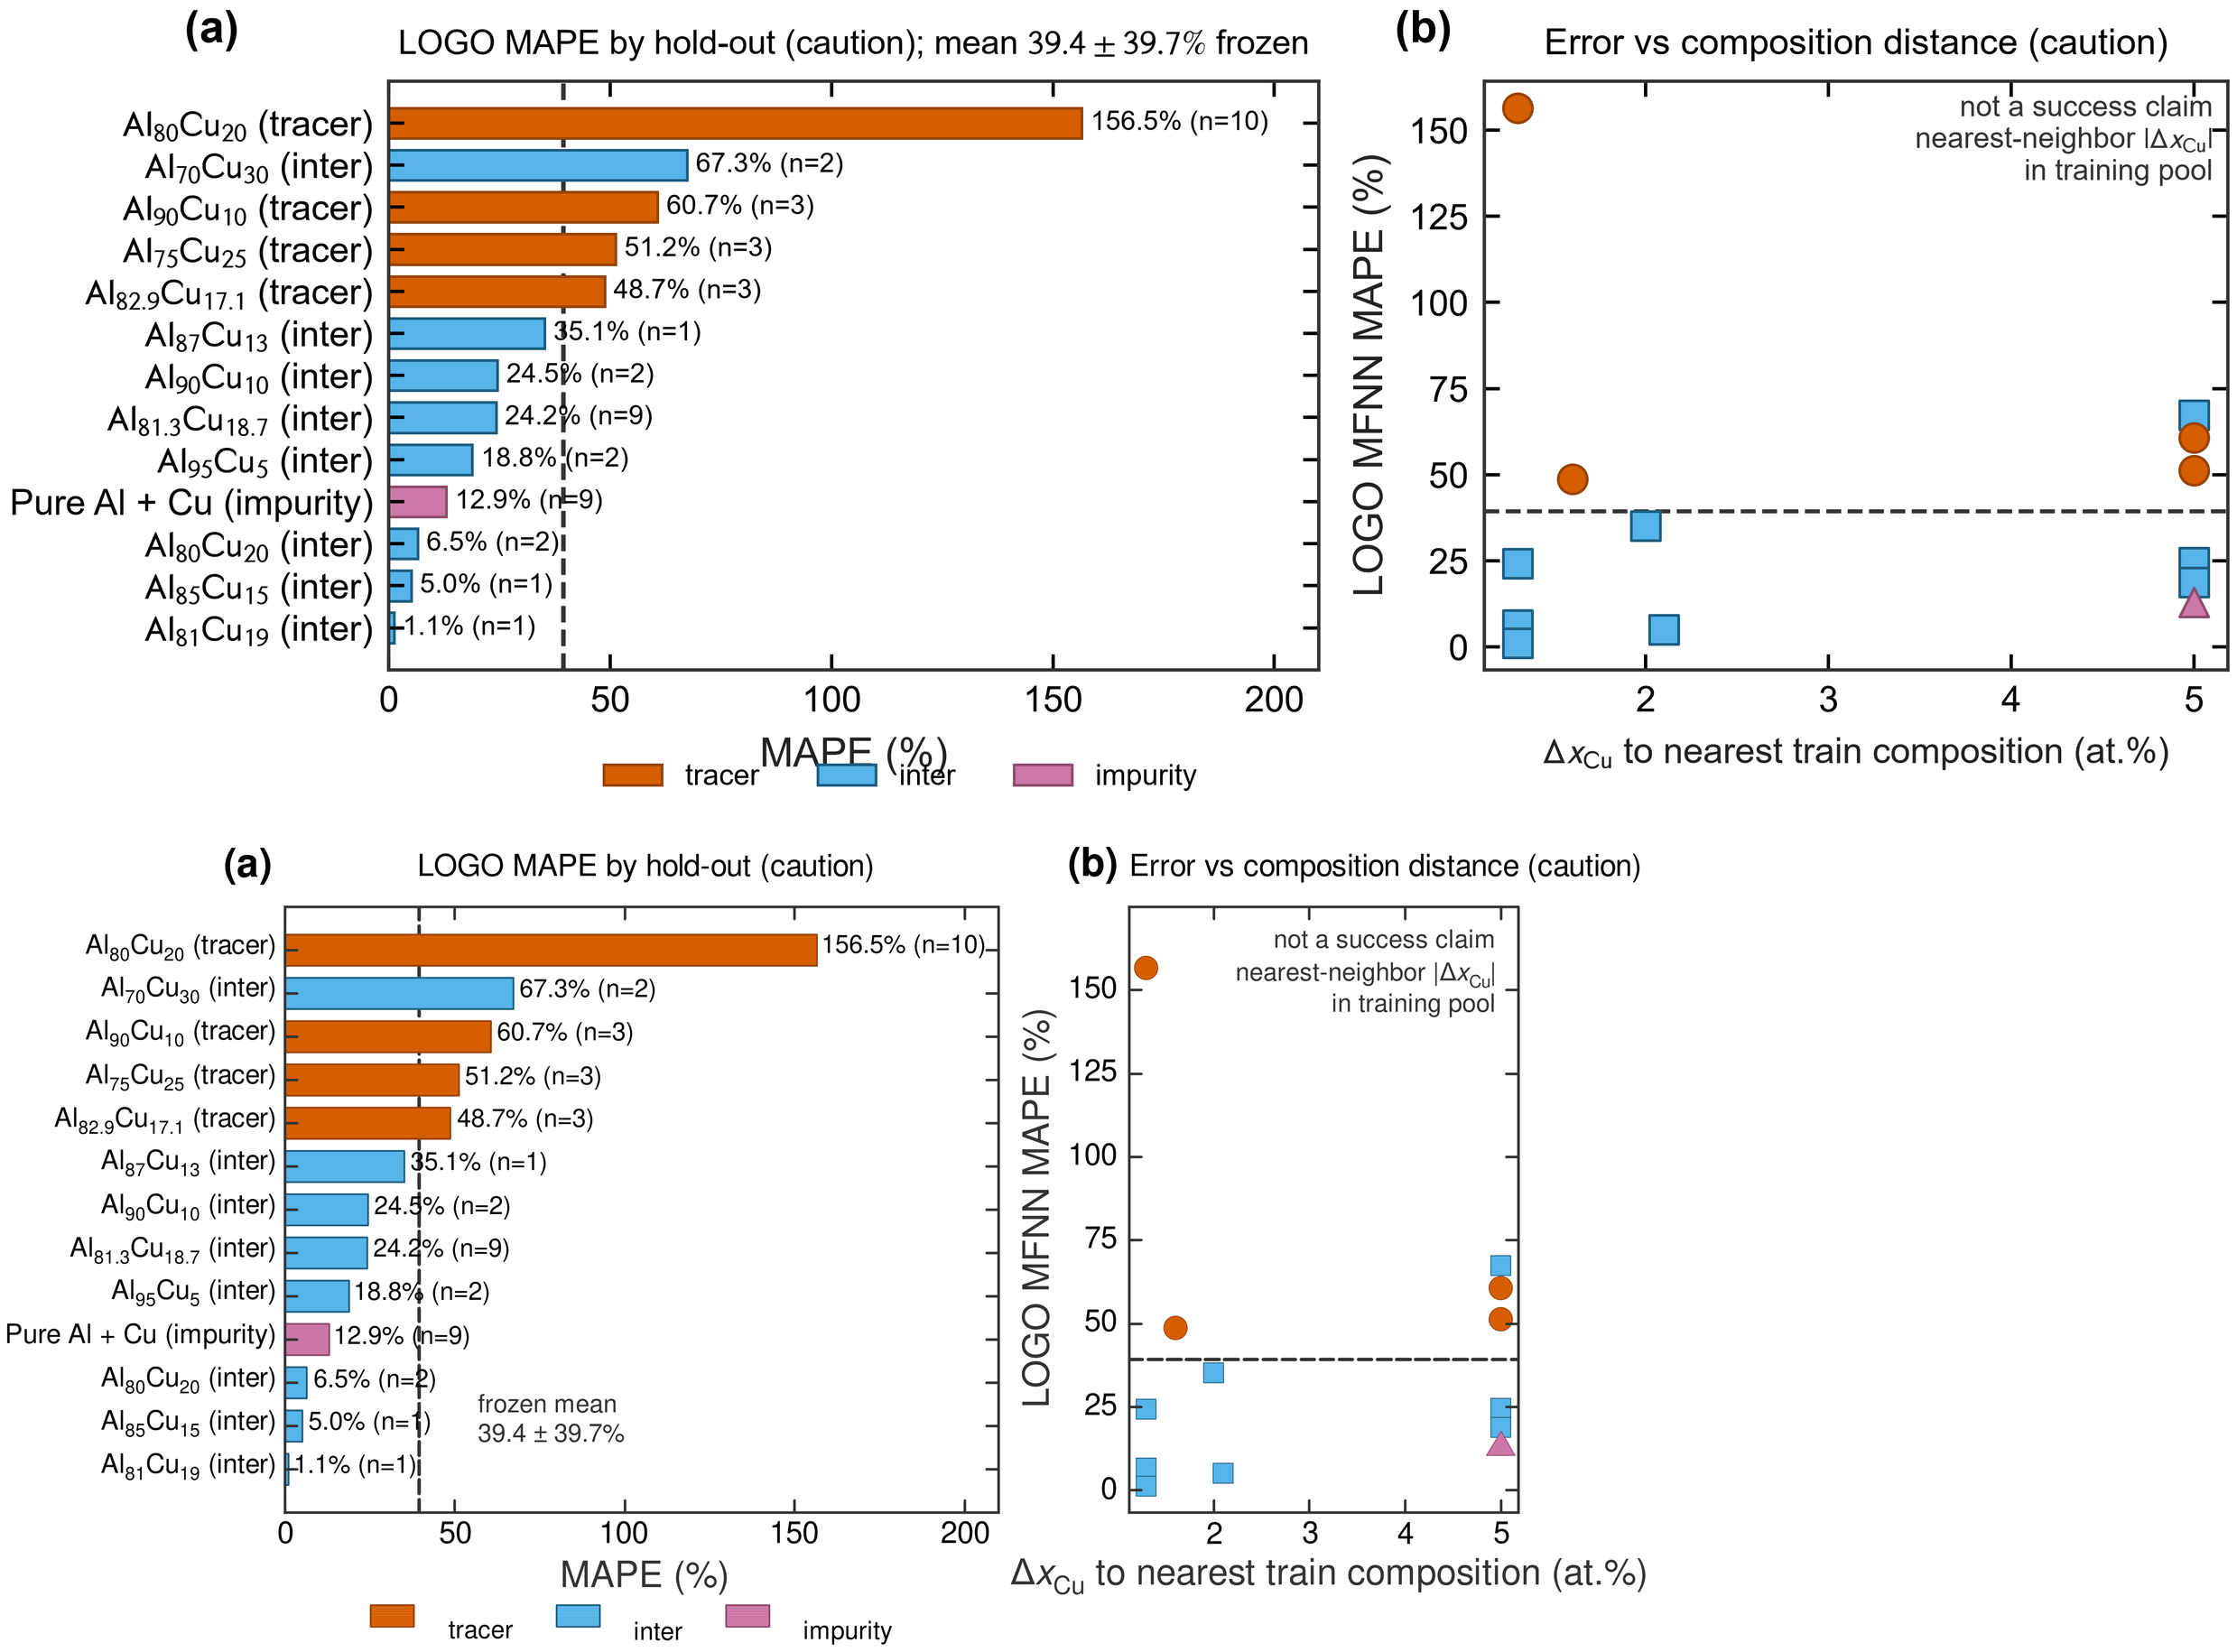 (a)
LOGO MAPE by hold-out (caution); mean 39.4 ± 39.7% frozen
Al80Cu20 (tracer) 156.5% (n=10)
Al70Cu30 (inter) 67.3% (n=2)
Al90Cu10 (tracer) 60.7% (n=3)
Al75Cu25 (tracer) 51.2% (n=3)
Al82.9Cu17.1 (tracer) 48.7% (n=3)
Al87Cu13 (inter) 35.1% (n=1)
Al90Cu10 (inter) 24.5% (n=2)
Al81.3Cu18.7 (inter) 24.2% (n=9)
Al95Cu5 (inter) 18.8% (n=2)
Pure Al + Cu (impurity) 12.9% (n=9)
Al80Cu20 (inter) 6.5% (n=2)
Al85Cu15 (inter) 5.0% (n=1)
Al81Cu19 (inter) 1.1% (n=1)
0 50 100 150 200
MAPE (%)
tracer inter impurity
(b)
Error vs composition distance (caution)
not a success claim
nearest-neighbor |ΔxCu|
in training pool
LOGO MFNN MAPE (%)
150
125
100
75
50
25
0
2 3 4 5
ΔxCu to nearest train composition (at.%)
(a)
LOGO MAPE by hold-out (caution)
Al80Cu20 (tracer) 156.5% (n=10)
Al70Cu30 (inter) 67.3% (n=2)
Al90Cu10 (tracer) 60.7% (n=3)
Al75Cu25 (tracer) 51.2% (n=3)
Al82.9Cu17.1 (tracer) 48.7% (n=3)
Al87Cu13 (inter) 35.1% (n=1)
Al90Cu10 (inter) 24.5% (n=2)
Al81.3Cu18.7 (inter) 24.2% (n=9)
Al95Cu5 (inter) 18.8% (n=2)
Pure Al + Cu (impurity) 12.9% (n=9)
Al80Cu20 (inter) 6.5% (n=2)
Al85Cu15 (inter) 5.0% (n=1)
Al81Cu19 (inter) 1.1% (n=1)
frozen mean
39.4 ± 39.7%
0 50 100 150 200
MAPE (%)
tracer inter impurity
(b)
Error vs composition distance (caution)
not a success claim
nearest-neighbor |ΔxCu|
in training pool
LOGO MFNN MAPE (%)
150
125
100
75
50
25
0
2 3 4 5
ΔxCu to nearest train composition (at.%)